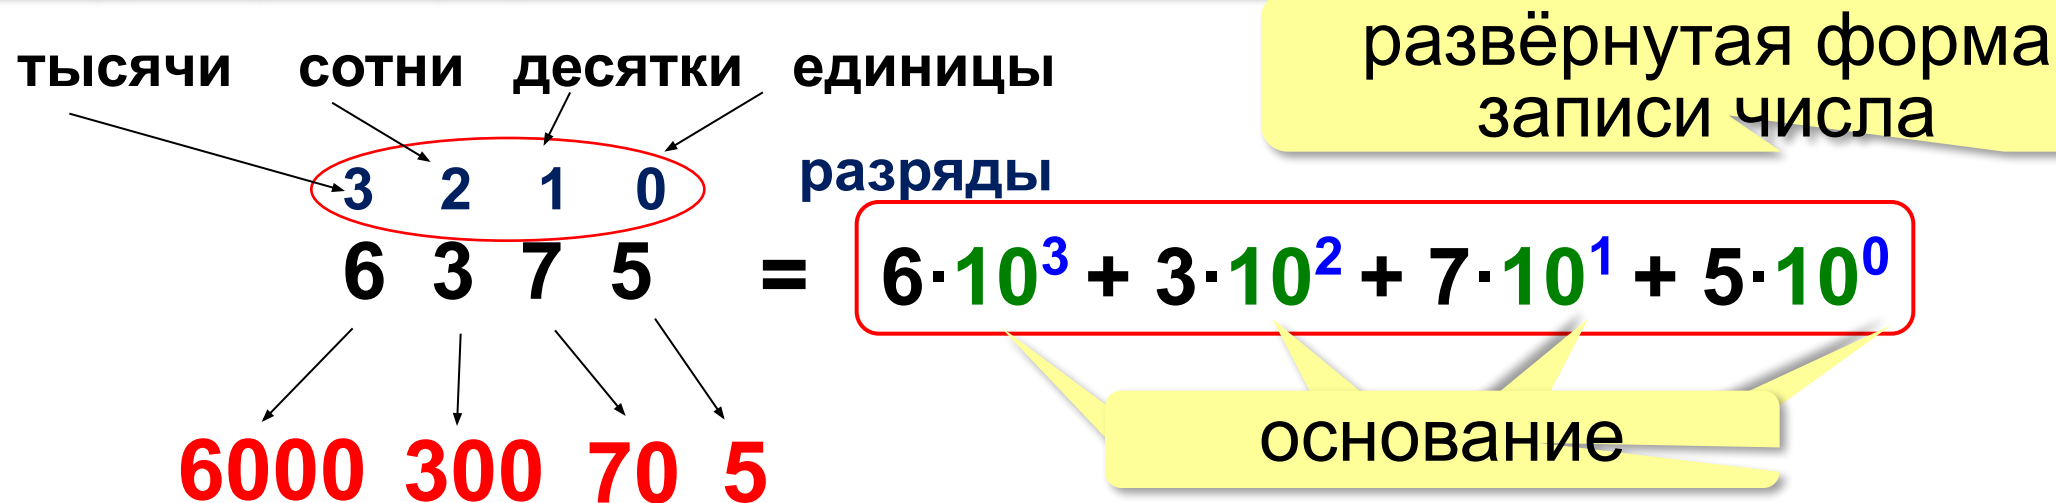 развёрнутая форма
записи числа
тысячи сотни десятки единицы
3 2 1 0 разряды
6 3 7 5 = 6·10³ + 3·10² + 7·10¹ + 5·10⁰
основание
6000 300 70 5